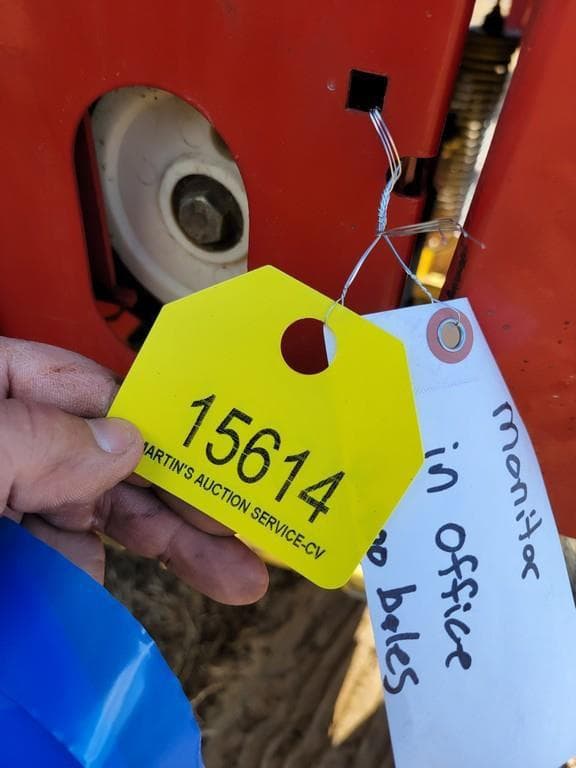 15614
MARTIN'S AUCTION SERVICE-CV
monitor
in office
bales